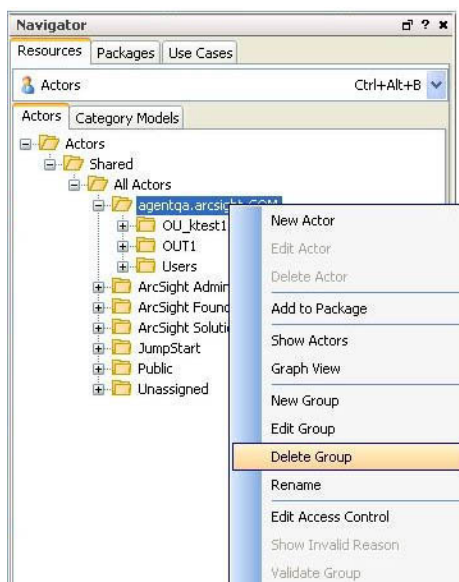 Navigator
Resources Packages Use Cases
Actors Ctrl+Alt+B
Actors Category Models
Actors
Shared
All Actors
agentqa.arcsight.COM
OU_ktest1
OUT1
Users
ArcSight Admin
ArcSight Found
ArcSight Soluti
JumpStart
Public
Unassigned
New Actor
Edit Actor
Delete Actor
Add to Package
Show Actors
Graph View
New Group
Edit Group
Delete Group
Rename
Edit Access Control
Show Invalid Reason
Validate Group